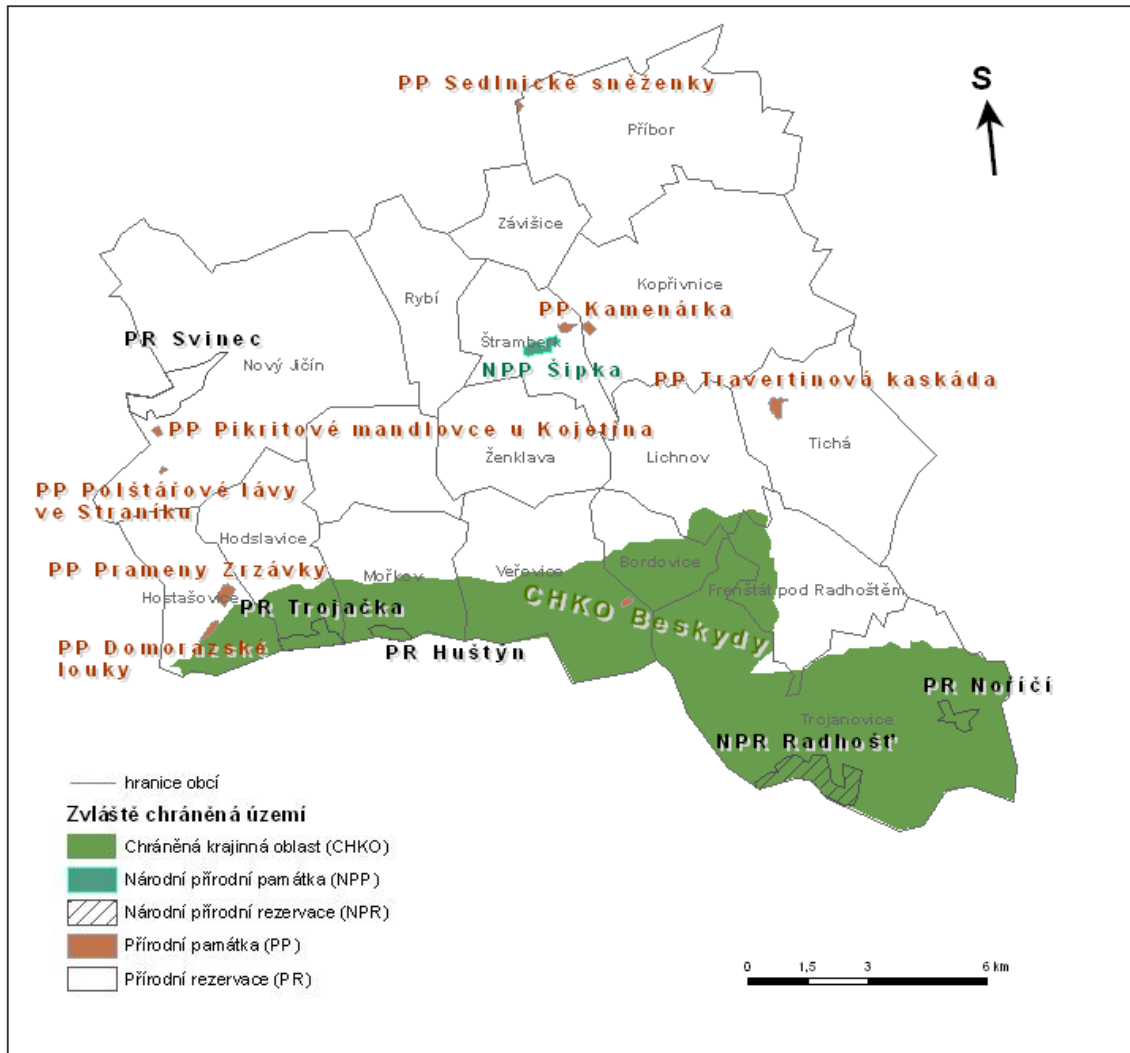 PP Sedlnické sněženky
S
Příbor
Závišice
Kopřivnice
Rybí
PP Kamenárka
PR Svinec
Štramberk
Nový Jičín
NPP Šipka
PP Travertinová kaskáda
PP Pikritové mandlovce u Kojetína
Tichá
Ženklava
Lichnov
PP Polštářové lávy
ve Straníku
Hodslavice
Bordovice
PP Prameny Zrzávky
Mořkov
Veřovice
Hostašovice
Frenštát pod Radhoštěm
PR Trojačka
CHKO Beskydy
PP Domorazské
louky
PR Huštýn
PR Noříčí
Trojanovice
NPR Radhošť
hranice obcí
Zvláště chráněná území
Chráněná krajinná oblast (CHKO)
Národní přírodní památka (NPP)
Národní přírodní rezervace (NPR)
Přírodní památka (PP)
Přírodní rezervace (PR)
0 1,5 3 6 km